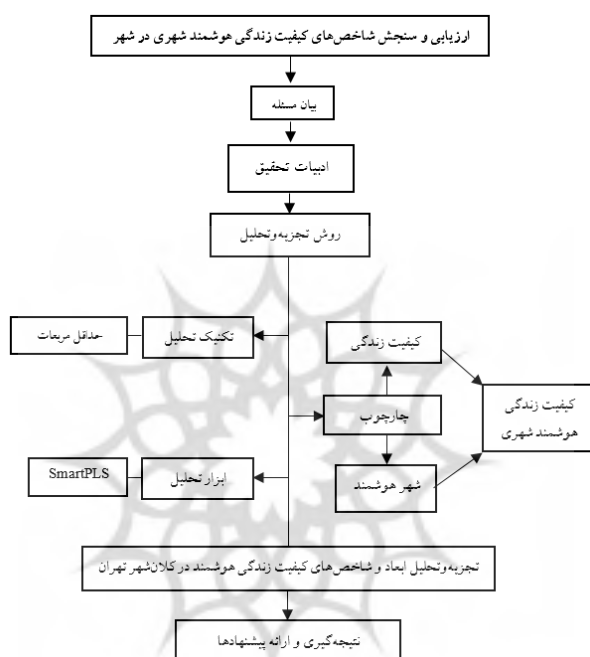 ارزیابی و سنجش شاخص‌های کیفیت زندگی هوشمند شهری در شهر
بیان مسئله
ادبیات تحقیق
روش تجزیه‌وتحلیل
تکنیک تحلیل
حداقل مربعات
کیفیت زندگی
چارچوب
کیفیت زندگی
هوشمند شهری
شهر هوشمند
ابزار تحلیل
SmartPLS
تجزیه‌وتحلیل ابعاد و شاخص‌های کیفیت زندگی هوشمند در کلان‌شهر تهران
نتیجه‌گیری و ارائه پیشنهادها